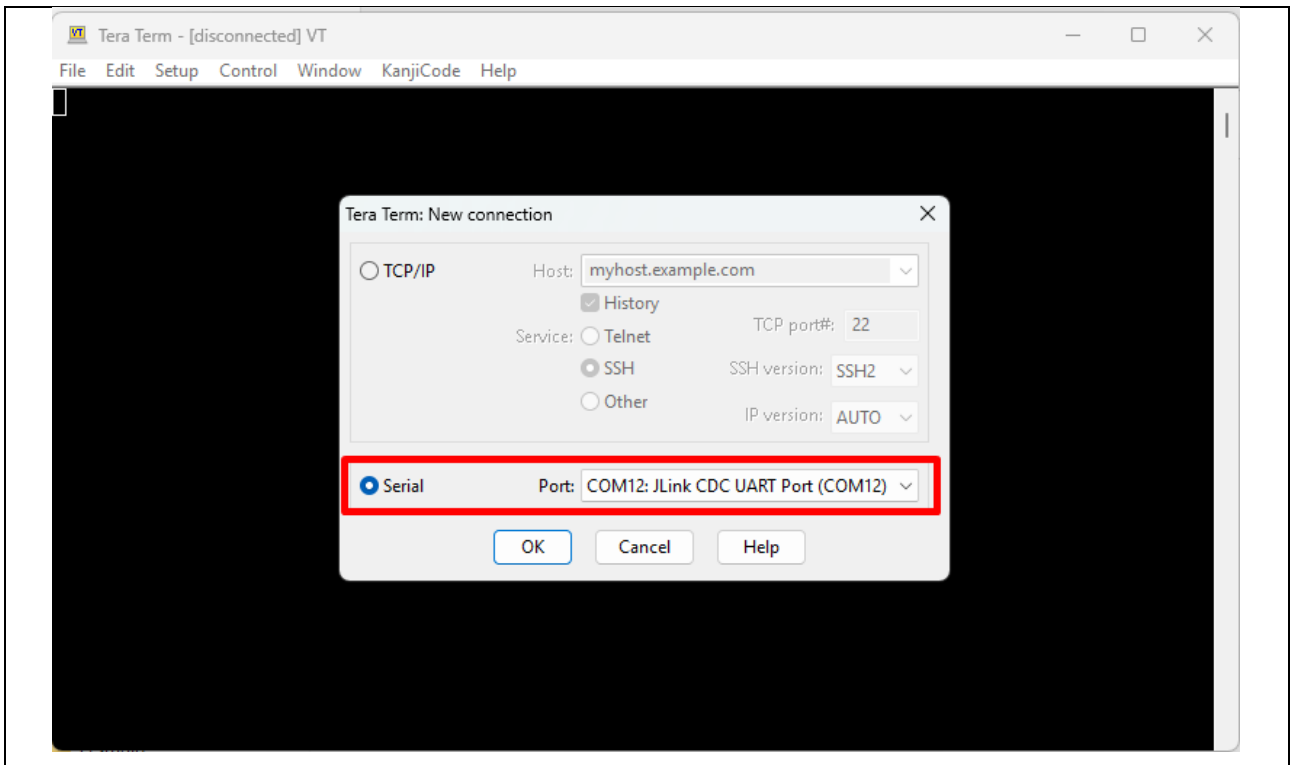 VT Tera Term - [disconnected] VT
File Edit Setup Control Window KanjiCode Help
Tera Term: New connection
TCP/IP Host: myhost.example.com
History
Service: Telnet TCP port#: 22
SSH SSH version: SSH2
Other IP version: AUTO
Serial Port: COM12: JLink CDC UART Port (COM12)
OK Cancel Help